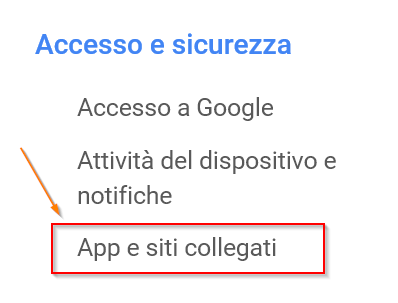 Accesso e sicurezza
Accesso a Google
Attività del dispositivo e
notifiche
App e siti collegati